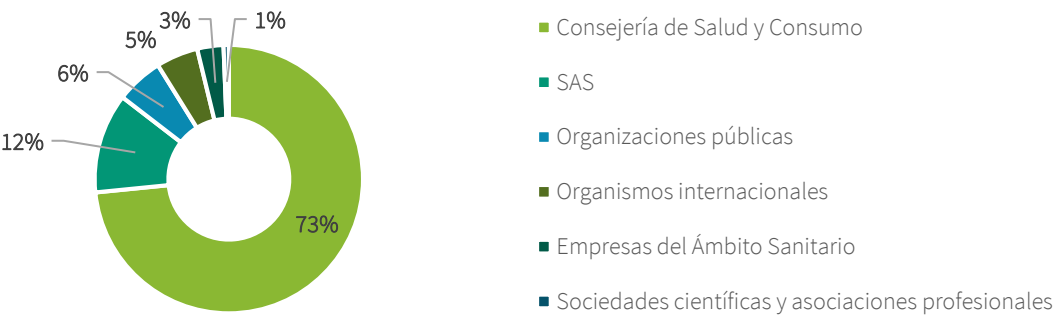 3%
1%
5%
6%
12%
73%
Consejería de Salud y Consumo
SAS
Organizaciones públicas
Organismos internacionales
Empresas del Ámbito Sanitario
Sociedades científicas y asociaciones profesionales